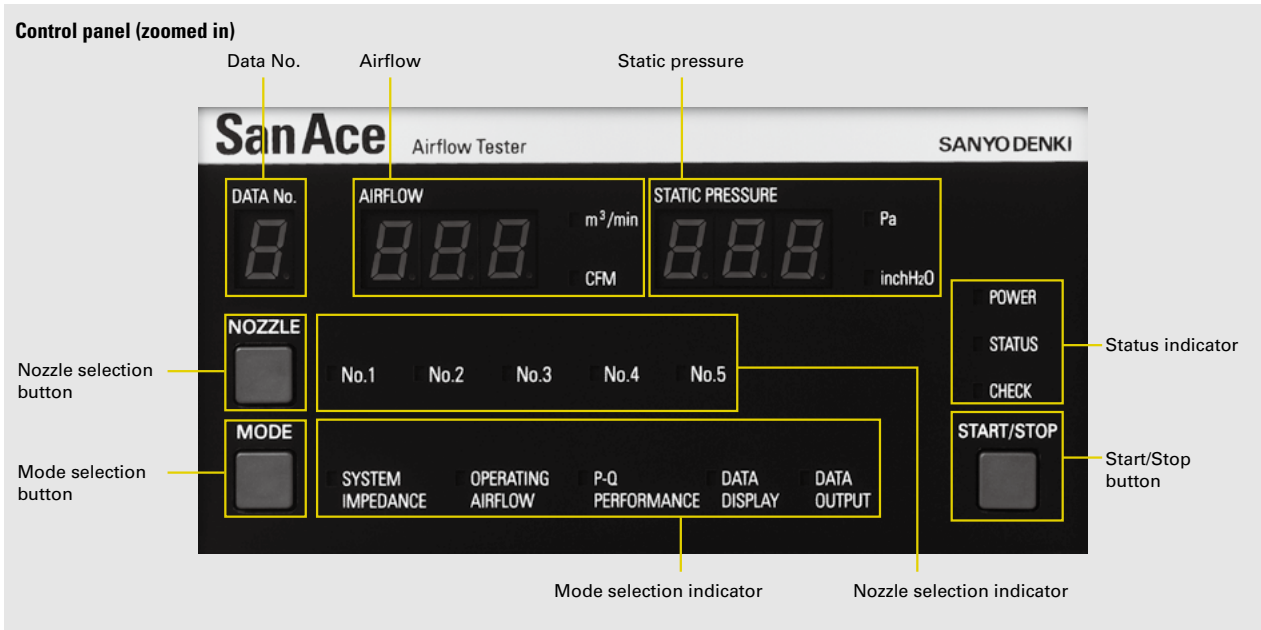 Control panel (zoomed in)
Data No.
Airflow
Static pressure
SanAce Airflow Tester
SANYO DENKI
DATA No.
AIRFLOW
m³/min
CFM
STATIC PRESSURE
Pa
inchH₂O
POWER
STATUS
CHECK
Status indicator
NOZZLE
Nozzle selection
button
No.1 No.2 No.3 No.4 No.5
MODE
Mode selection
button
SYSTEM
IMPEDANCE
OPERATING
AIRFLOW
P-Q
PERFORMANCE
DATA
DISPLAY
DATA
OUTPUT
START/STOP
Start/Stop
button
Mode selection indicator
Nozzle selection indicator